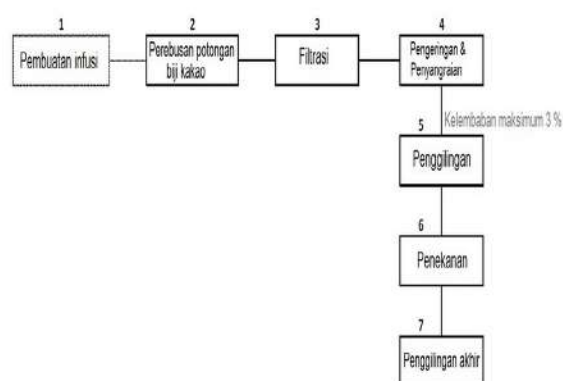 1
Pembuatan infusi
2
Perebusan potongan
biji kakao
3
Filtrasi
4
Pengeringan &
Penyangraian
Kelembaban maksimum 3 %
5
Penggilingan
6
Penekanan
7
Penggilingan akhir